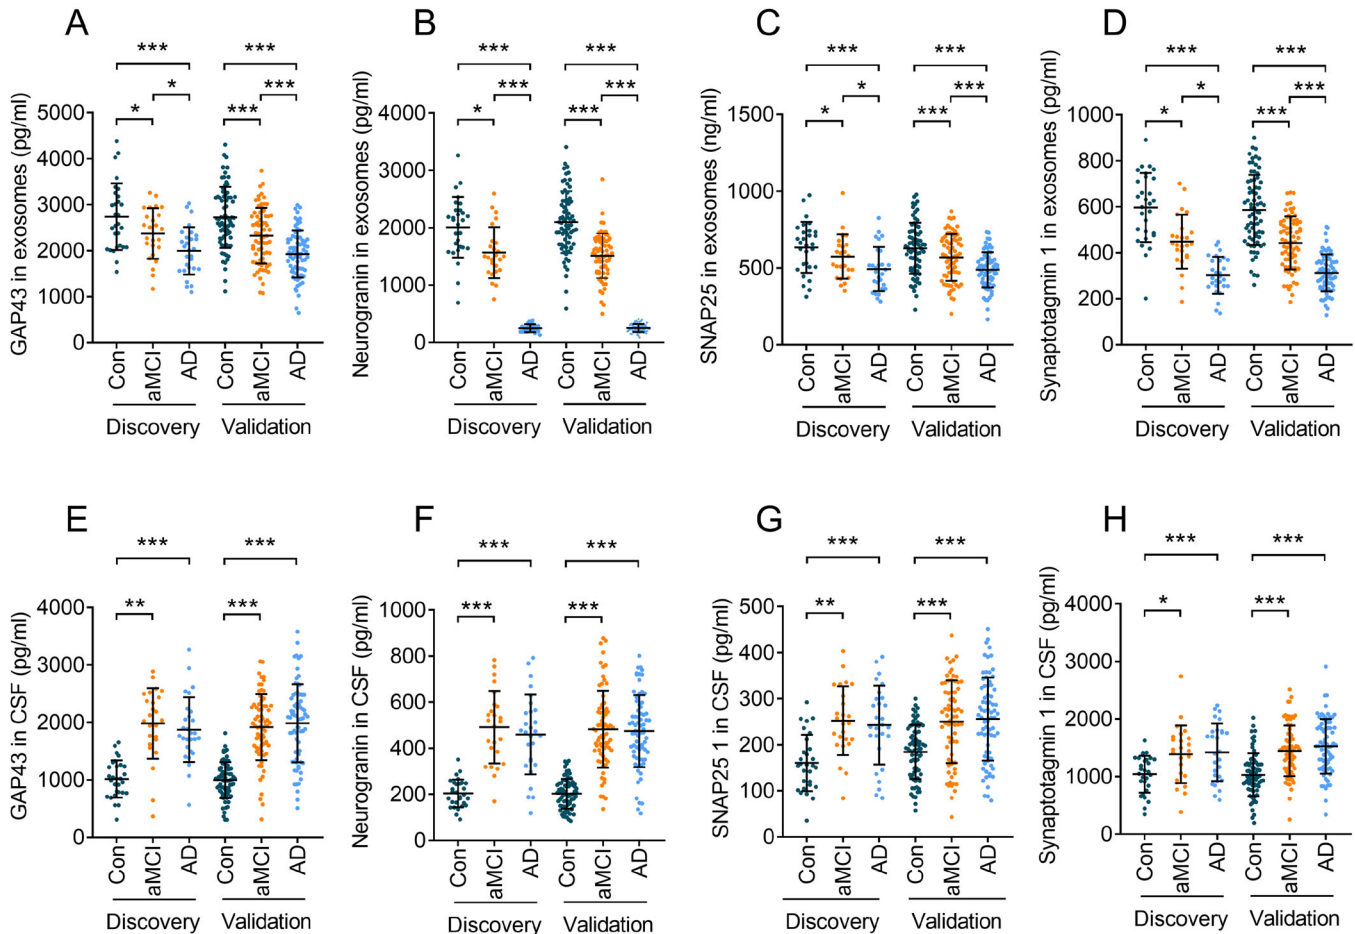 A
*** ***
* ***
* ***
GAP43 in exosomes (pg/ml)
5000
4000
3000
2000
1000
0
Con aMCI AD Con aMCI AD
Discovery Validation
B
*** ***
*** ***
* ***
Neurogranin in exosomes (pg/ml)
4000
3000
2000
1000
0
Con aMCI AD Con aMCI AD
Discovery Validation
C
*** ***
* ***
* ***
SNAP25 in exosomes (ng/ml)
1500
1000
500
0
Con aMCI AD Con aMCI AD
Discovery Validation
D
*** ***
* ***
* ***
Synaptotagmin 1 in exosomes (pg/ml)
1000
800
600
400
200
0
Con aMCI AD Con aMCI AD
Discovery Validation
E
*** ***
** ***
GAP43 in CSF (pg/ml)
4000
3000
2000
1000
0
Con aMCI AD Con aMCI AD
Discovery Validation
F
*** ***
*** ***
Neurogranin in CSF (pg/ml)
1000
800
600
400
200
0
Con aMCI AD Con aMCI AD
Discovery Validation
G
*** ***
** ***
SNAP25 1 in CSF (pg/ml)
500
400
300
200
100
0
Con aMCI AD Con aMCI AD
Discovery Validation
H
*** ***
* ***
Synaptotagmin 1 in CSF (pg/ml)
4000
3000
2000
1000
0
Con aMCI AD Con aMCI AD
Discovery Validation